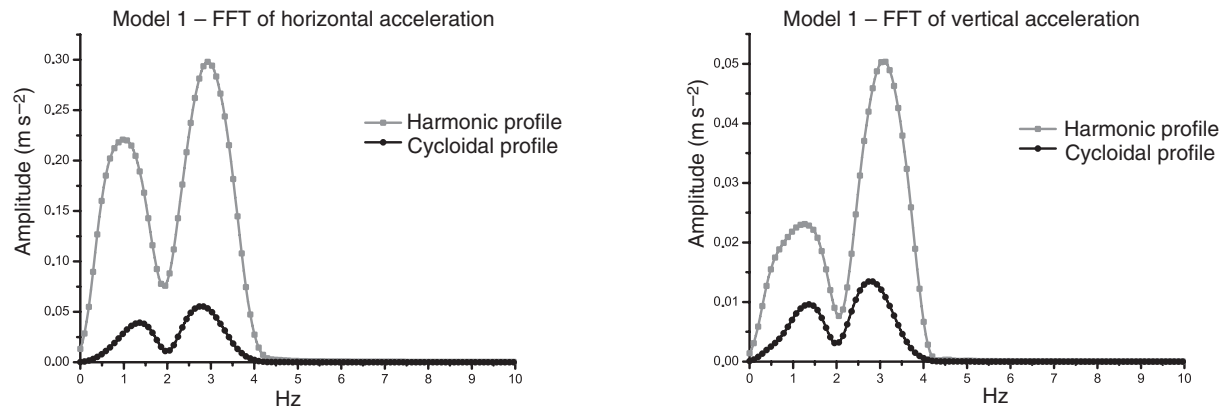 Model 1 – FFT of horizontal acceleration
0.30
0.25
0.20
0.15
0.10
0.05
0.00
Amplitude (m s−2)
Harmonic profile
Cycloidal profile
0 1 2 3 4 5 6 7 8 9 10
Hz
Model 1 – FFT of vertical acceleration
0,05
0,04
0,03
0,02
0,01
0,00
Amplitude (m s−2)
Harmonic profile
Cycloidal profile
0 1 2 3 4 5 6 7 8 9 10
Hz